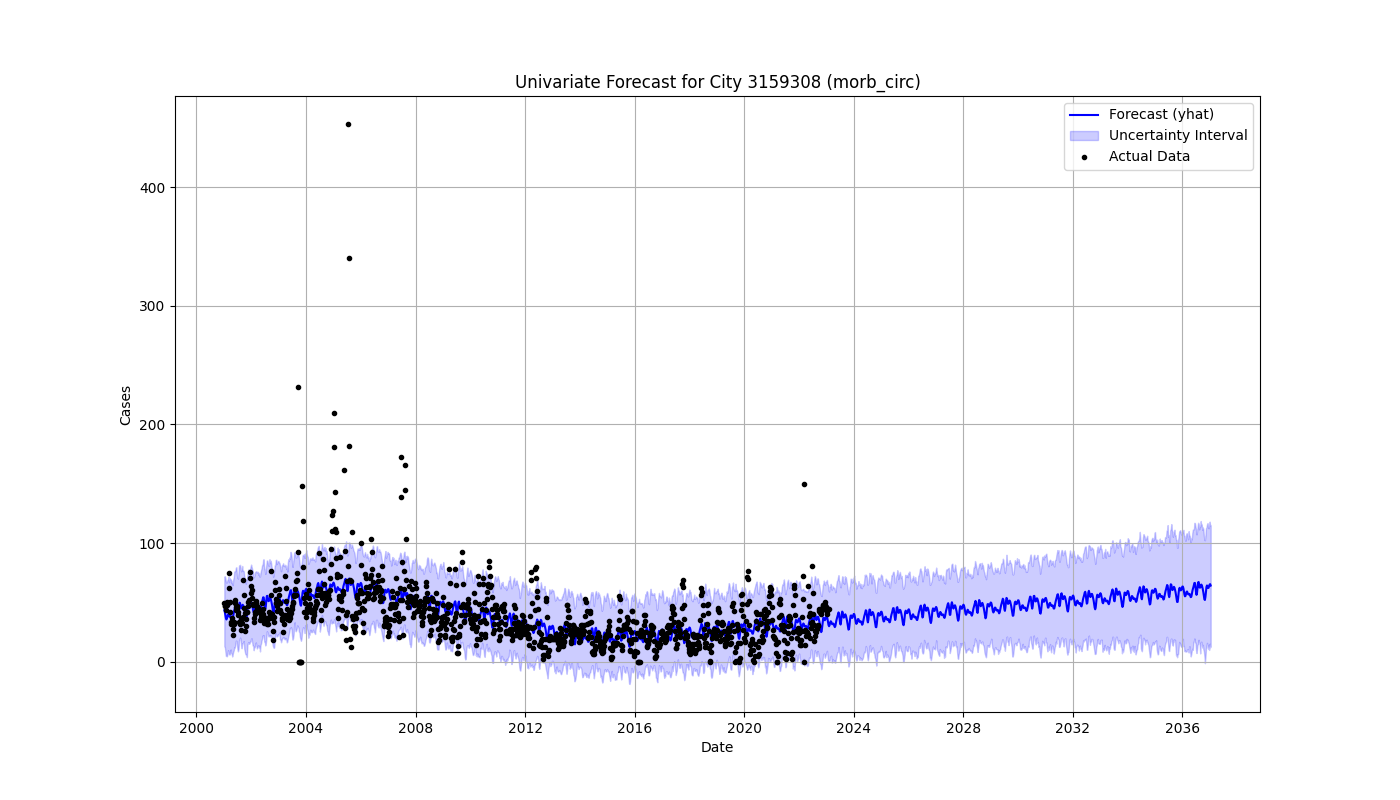 Univariate Forecast for City 3159308 (morb_circ)
Forecast (yhat)
Uncertainty Interval
Actual Data
Cases
400
300
200
100
0
2000 2004 2008 2012 2016 2020 2024 2028 2032 2036
Date